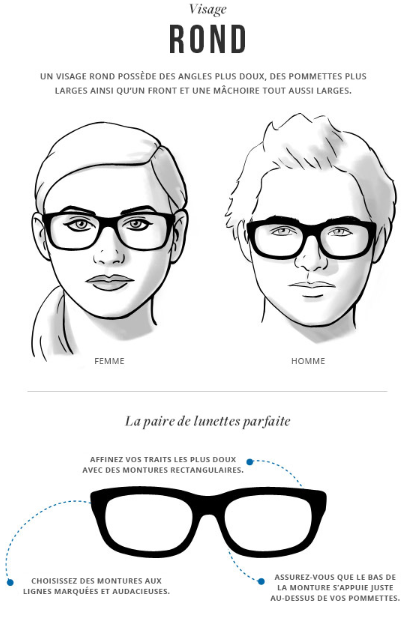 Visage
ROND
UN VISAGE ROND POSSÈDE DES ANGLES PLUS DOUX, DES POMMETTES PLUS
LARGES AINSI QU'UN FRONT ET UNE MÂCHOIRE TOUT AUSSI LARGES.
FEMME
HOMME
La paire de lunettes parfaite
AFFINEZ VOS TRAITS LES PLUS DOUX
AVEC DES MONTURES RECTANGULAIRES.
CHOISISSEZ DES MONTURES AUX
LIGNES MARQUÉES ET AUDACIEUSES.
ASSUREZ-VOUS QUE LE BAS DE
LA MONTURE S'APPUIE JUSTE
AU-DESSUS DE VOS POMMETTES.